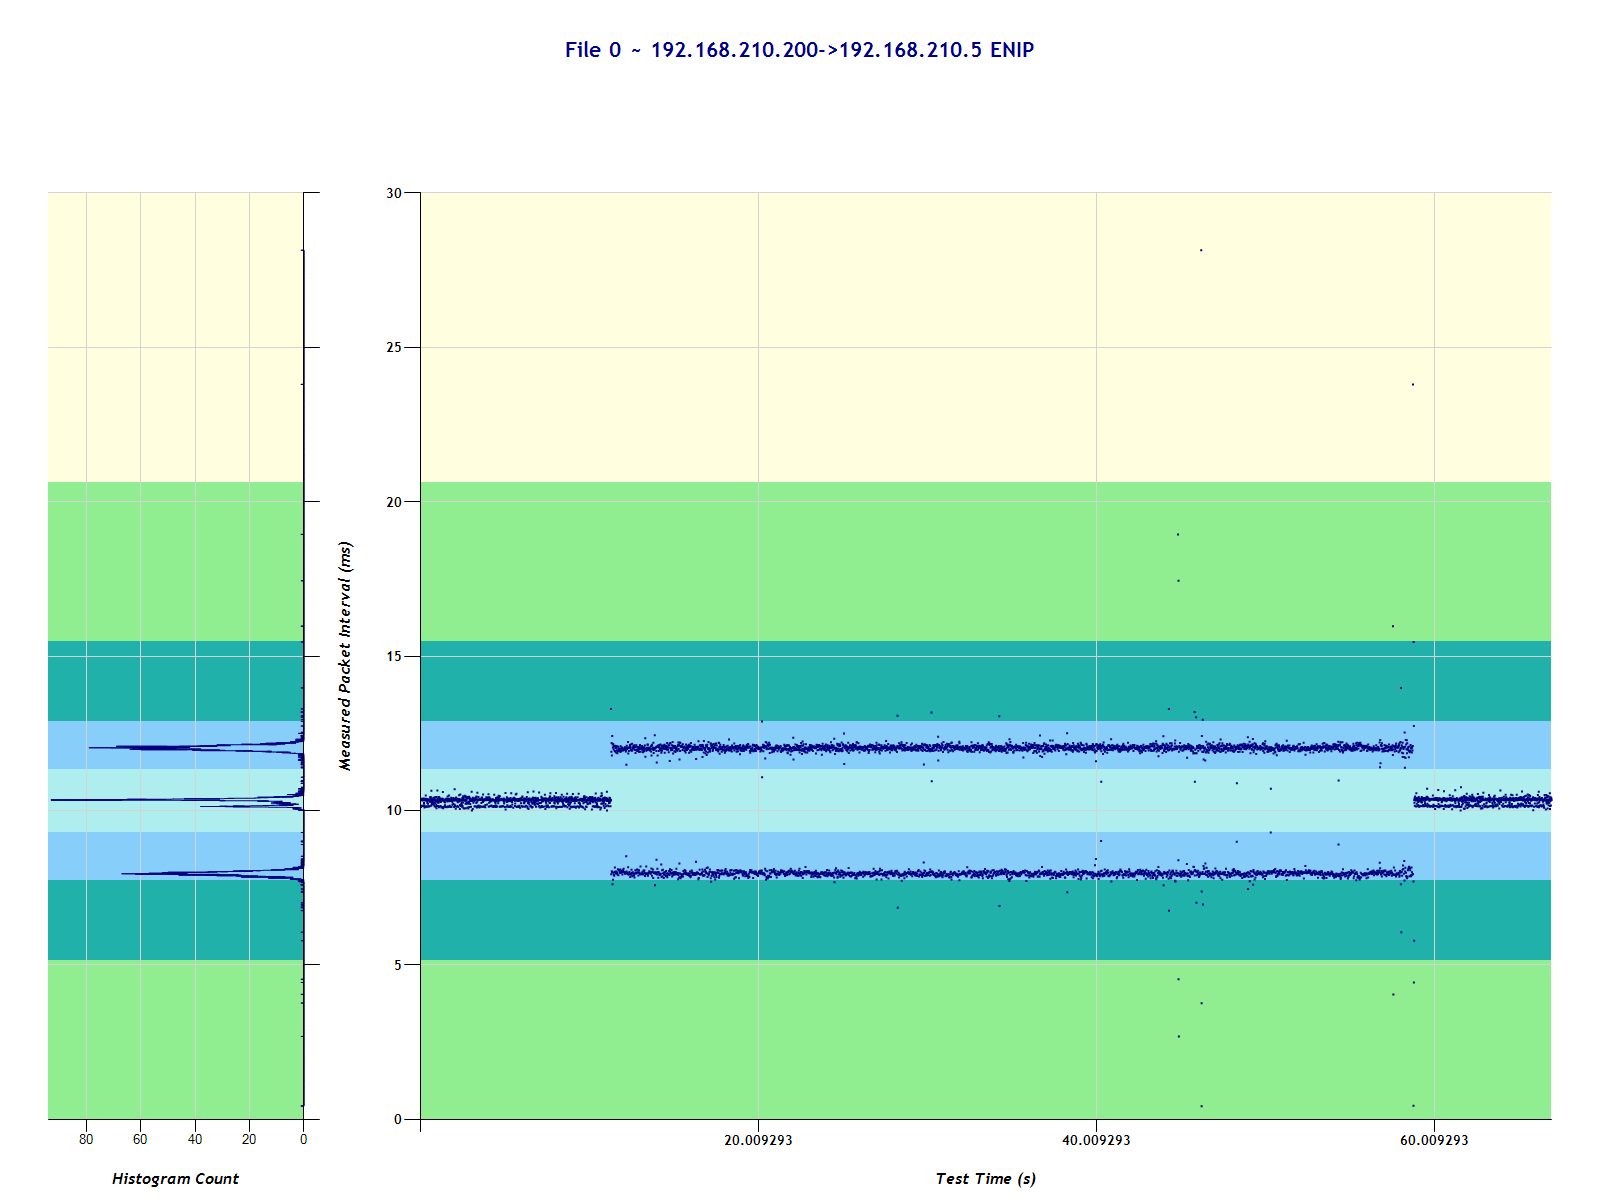 File 0 ~ 192.168.210.200->192.168.210.5 ENIP
30
25
20
15
10
5
0
Measured Packet Interval (ms)
80 60 40 20 0
20.009293 40.009293 60.009293
Histogram Count
Test Time (s)